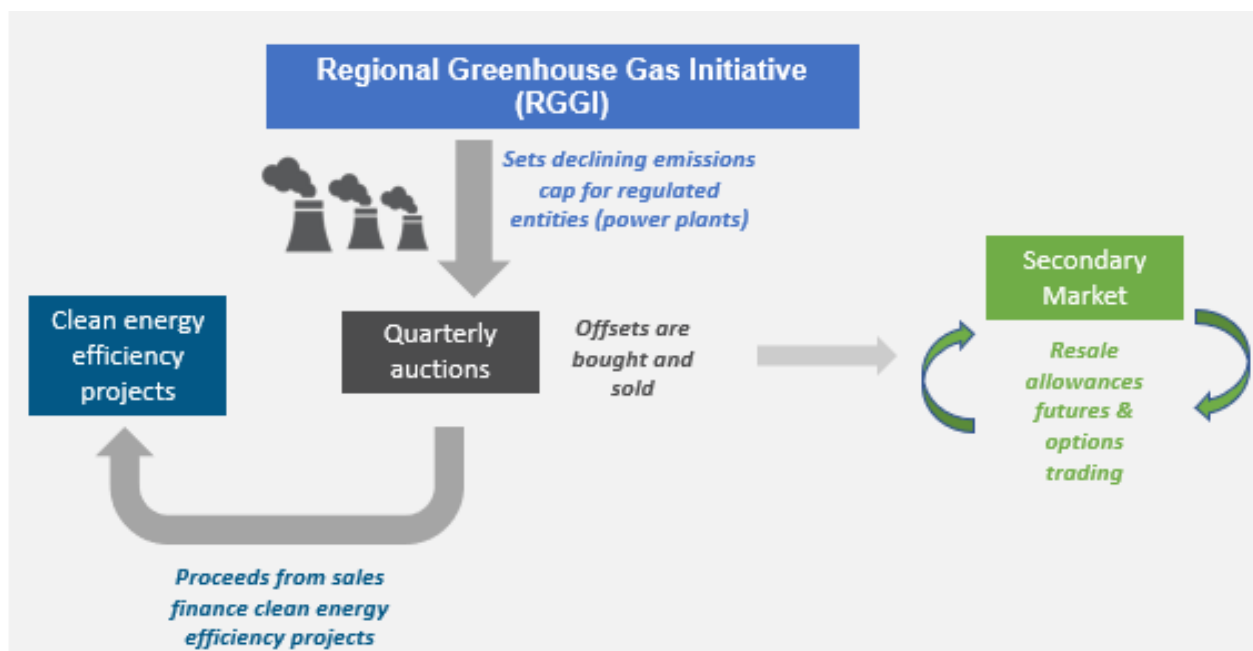 Regional Greenhouse Gas Initiative
(RGGI)
Sets declining emissions
cap for regulated
entities (power plants)
Clean energy
efficiency
projects
Quarterly
auctions
Offsets are
bought and
sold
Secondary
Market
Resale
allowances
futures &
options
trading
Proceeds from sales
finance clean energy
efficiency projects